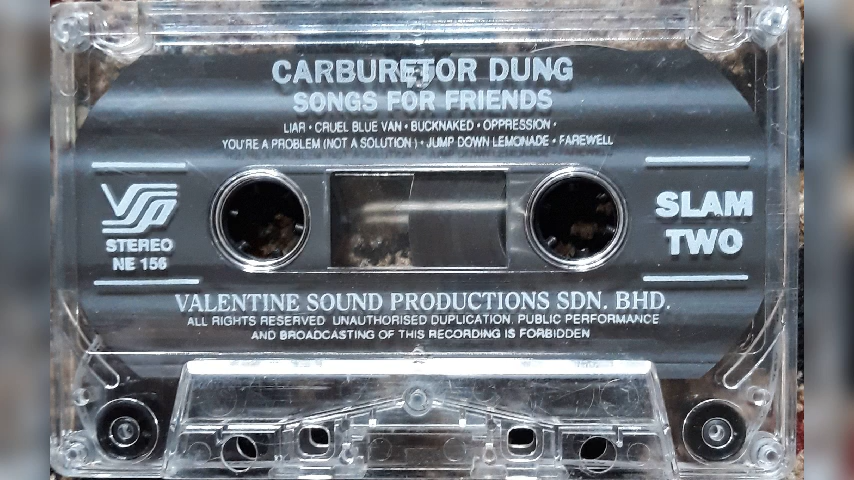 CARBURETOR DUNG
SONGS FOR FRIENDS
LIAR • CRUEL BLUE VAN • BUCKNAKED • OPPRESSION •
YOU'RE A PROBLEM (NOT A SOLUTION) • JUMP DOWN LEMONADE • FAREWELL
VSP
STEREO
NE 156
SLAM
TWO
VALENTINE SOUND PRODUCTIONS SDN. BHD.
ALL RIGHTS RESERVED UNAUTHORISED DUPLICATION, PUBLIC PERFORMANCE
AND BROADCASTING OF THIS RECORDING IS FORBIDDEN